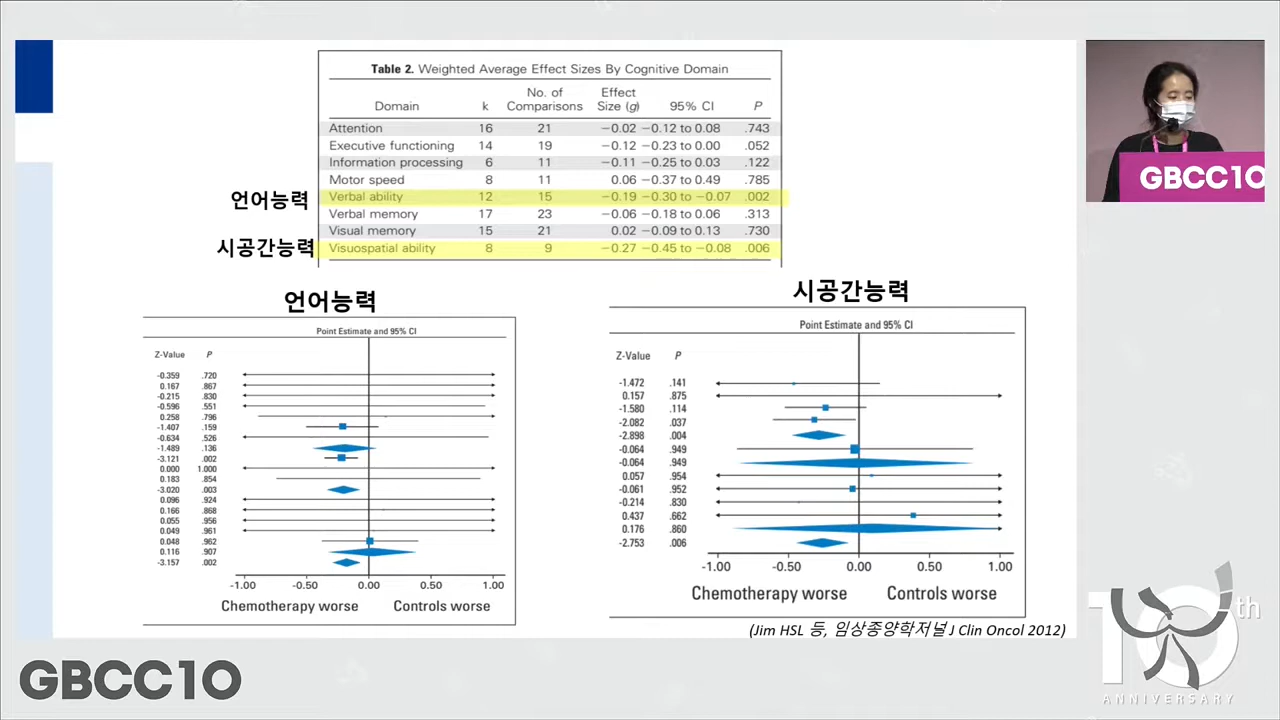 Table 2. Weighted Average Effect Sizes By Cognitive Domain
Domain k No. of Comparisons Effect Size (g) 95% CI P
Attention 16 21 −0.02 −0.12 to 0.08 .743
Executive functioning 14 19 −0.12 −0.23 to 0.00 .052
Information processing 6 11 −0.11 −0.25 to 0.03 .122
Motor speed 8 11 0.06 −0.37 to 0.49 .785
언어능력 Verbal ability 12 15 −0.19 −0.30 to −0.07 .002
Verbal memory 17 23 −0.06 −0.18 to 0.06 .313
Visual memory 15 21 0.02 −0.09 to 0.13 .730
시공간능력 Visuospatial ability 8 9 −0.27 −0.45 to −0.08 .006
언어능력
Point Estimate and 95% CI
Z-Value P
-0.359 .720
0.167 .867
-0.215 .830
-0.596 .551
0.258 .796
-1.407 .159
-0.634 .526
-1.489 .136
-3.121 .002
0.000 1.000
0.183 .854
-3.020 .003
0.096 .924
0.166 .868
0.055 .956
0.049 .961
0.048 .962
0.116 .907
-3.157 .002
-1.00 -0.50 0.00 0.50 1.00
Chemotherapy worse Controls worse
시공간능력
Point Estimate and 95% CI
Z-Value P
-1.472 .141
0.157 .875
-1.580 .114
-2.082 .037
-2.898 .004
-0.064 .949
-0.064 .949
0.057 .954
-0.061 .952
-0.214 .830
0.437 .662
0.176 .860
-2.753 .006
-1.00 -0.50 0.00 0.50 1.00
Chemotherapy worse Controls worse
(Jim HSL 등, 임상종양학저널 J Clin Oncol 2012)
GBCC10
GBCC10
10th
ANNIVERSARY